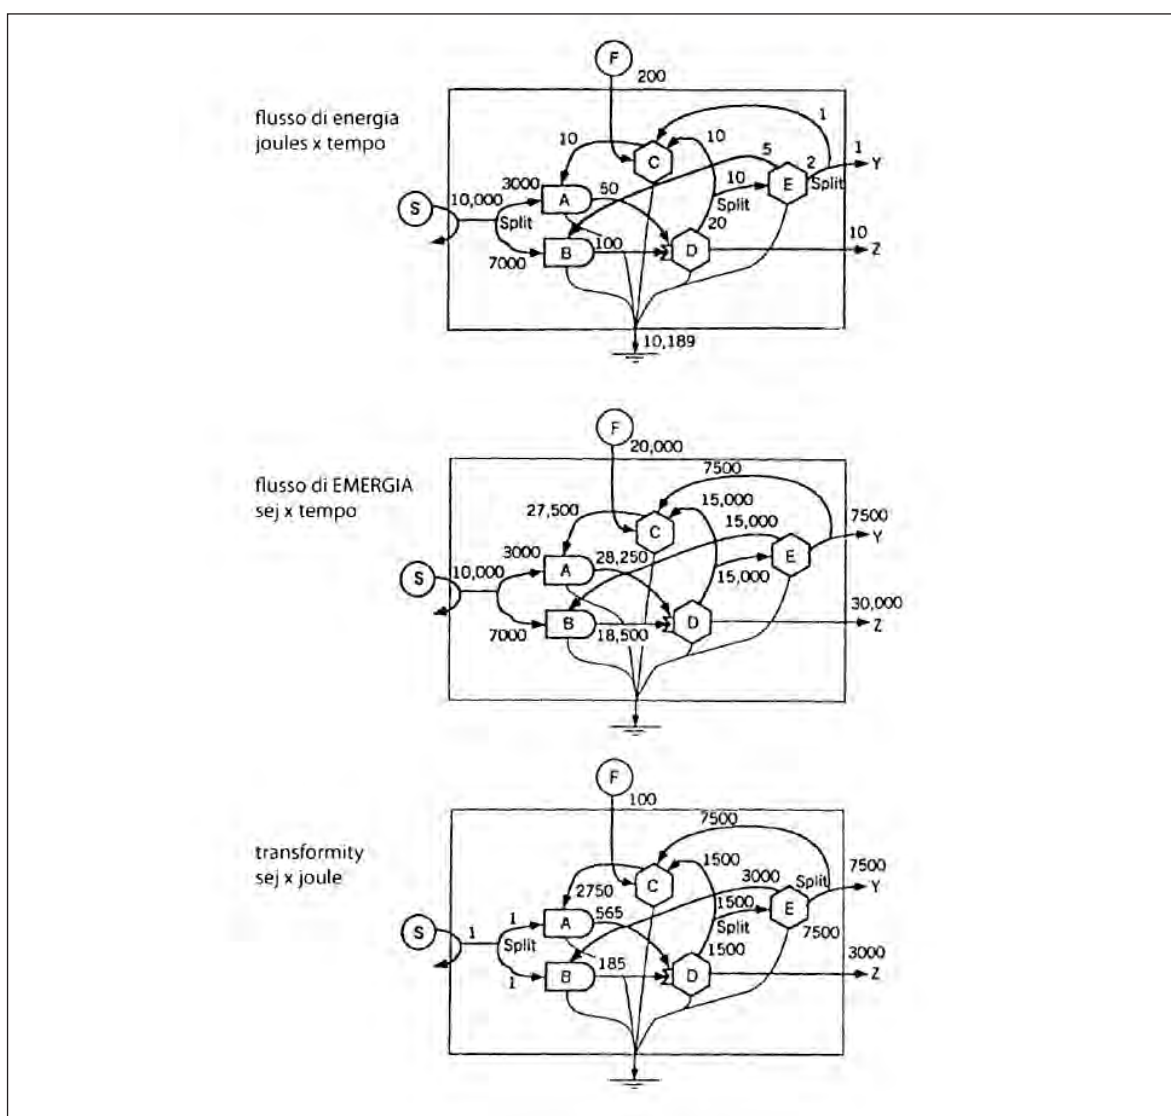 F
200
flusso di energia
joules x tempo
1
10
10
5
1
C
2
Y
3000
50
10
E
Split
10,000
A
Split
S
Split
20
10
B
100
D
Z
7000
10,189
F
20,000
flusso di EMERGIA
sej x tempo
7500
15,000
27,500
15,000
7500
C
Y
3000
28,250
E
10,000
A
15,000
S
30,000
B
D
Z
7000
18,500
F
100
transformity
sej x joule
7500
1500
7500
3000
Split
C
Y
2750
1500
E
1
565
A
Split
S
1
7500
Split
1500
3000
185
B
D
Z
1